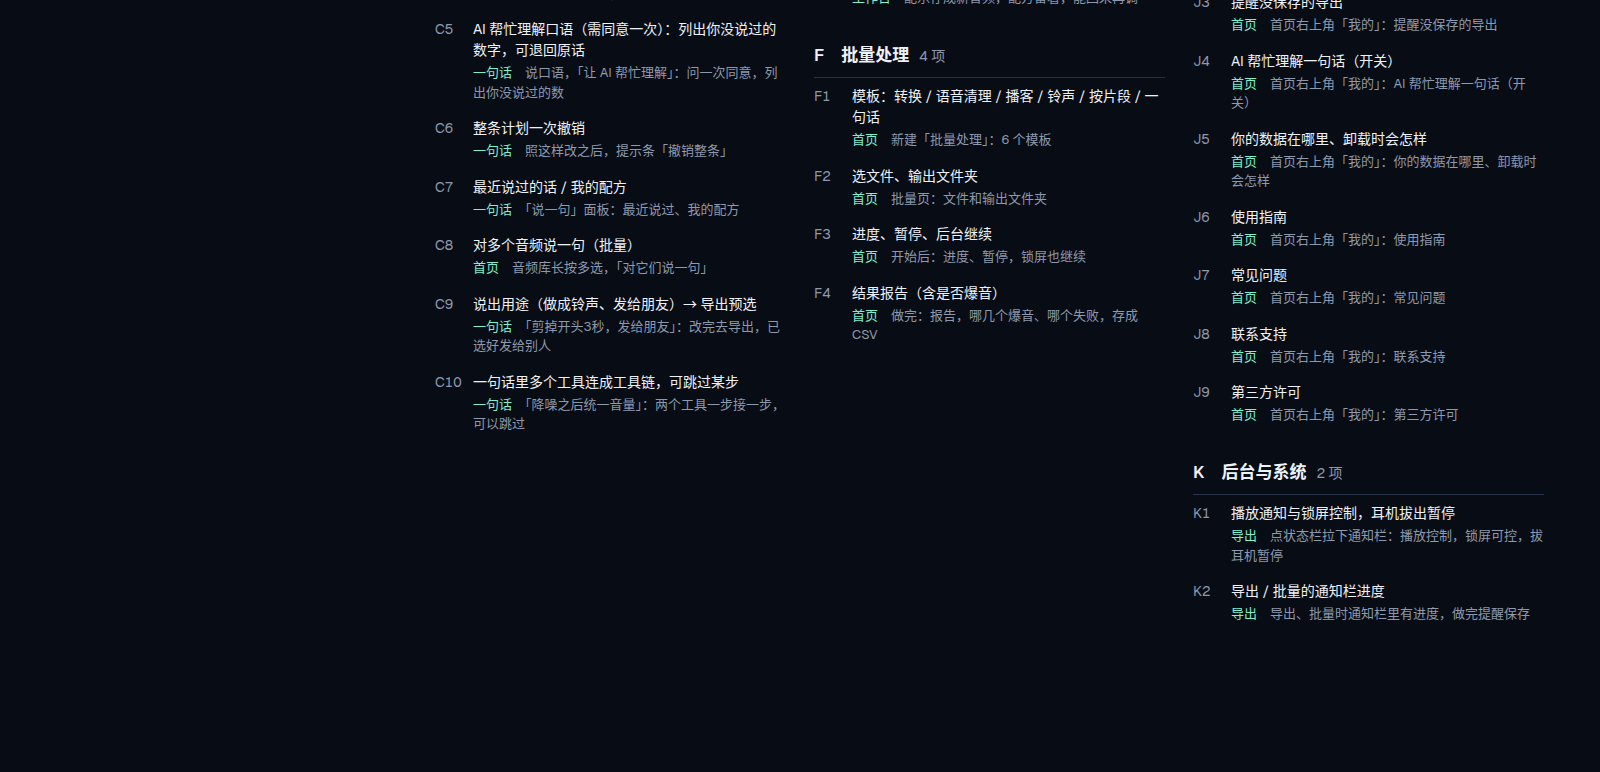 C5 AI 帮忙理解口语（需同意一次）：列出你没说过的
数字，可退回原话
一句话 说口语，「让 AI 帮忙理解」：问一次同意，列
出你没说过的数
C6 整条计划一次撤销
一句话 照这样改之后，提示条「撤销整条」
C7 最近说过的话 / 我的配方
一句话 「说一句」面板：最近说过、我的配方
C8 对多个音频说一句（批量）
首页 音频库长按多选，「对它们说一句」
C9 说出用途（做成铃声、发给朋友）→ 导出预选
一句话 「剪掉开头3秒，发给朋友」：改完去导出，已
选好发给别人
C10 一句话里多个工具连成工具链，可跳过某步
一句话 「降噪之后统一音量」：两个工具一步接一步，
可以跳过
F 批量处理 4 项
F1 模板：转换 / 语音清理 / 播客 / 铃声 / 按片段 / 一
句话
首页 新建「批量处理」：6 个模板
F2 选文件、输出文件夹
首页 批量页：文件和输出文件夹
F3 进度、暂停、后台继续
首页 开始后：进度、暂停，锁屏也继续
F4 结果报告（含是否爆音）
首页 做完：报告，哪几个爆音、哪个失败，存成
CSV
J3 提醒没保存的导出
首页 首页右上角「我的」：提醒没保存的导出
J4 AI 帮忙理解一句话（开关）
首页 首页右上角「我的」：AI 帮忙理解一句话（开
关）
J5 你的数据在哪里、卸载时会怎样
首页 首页右上角「我的」：你的数据在哪里、卸载时
会怎样
J6 使用指南
首页 首页右上角「我的」：使用指南
J7 常见问题
首页 首页右上角「我的」：常见问题
J8 联系支持
首页 首页右上角「我的」：联系支持
J9 第三方许可
首页 首页右上角「我的」：第三方许可
K 后台与系统 2 项
K1 播放通知与锁屏控制，耳机拔出暂停
导出 点状态栏拉下通知栏：播放控制，锁屏可控，拔
耳机暂停
K2 导出 / 批量的通知栏进度
导出 导出、批量时通知栏里有进度，做完提醒保存